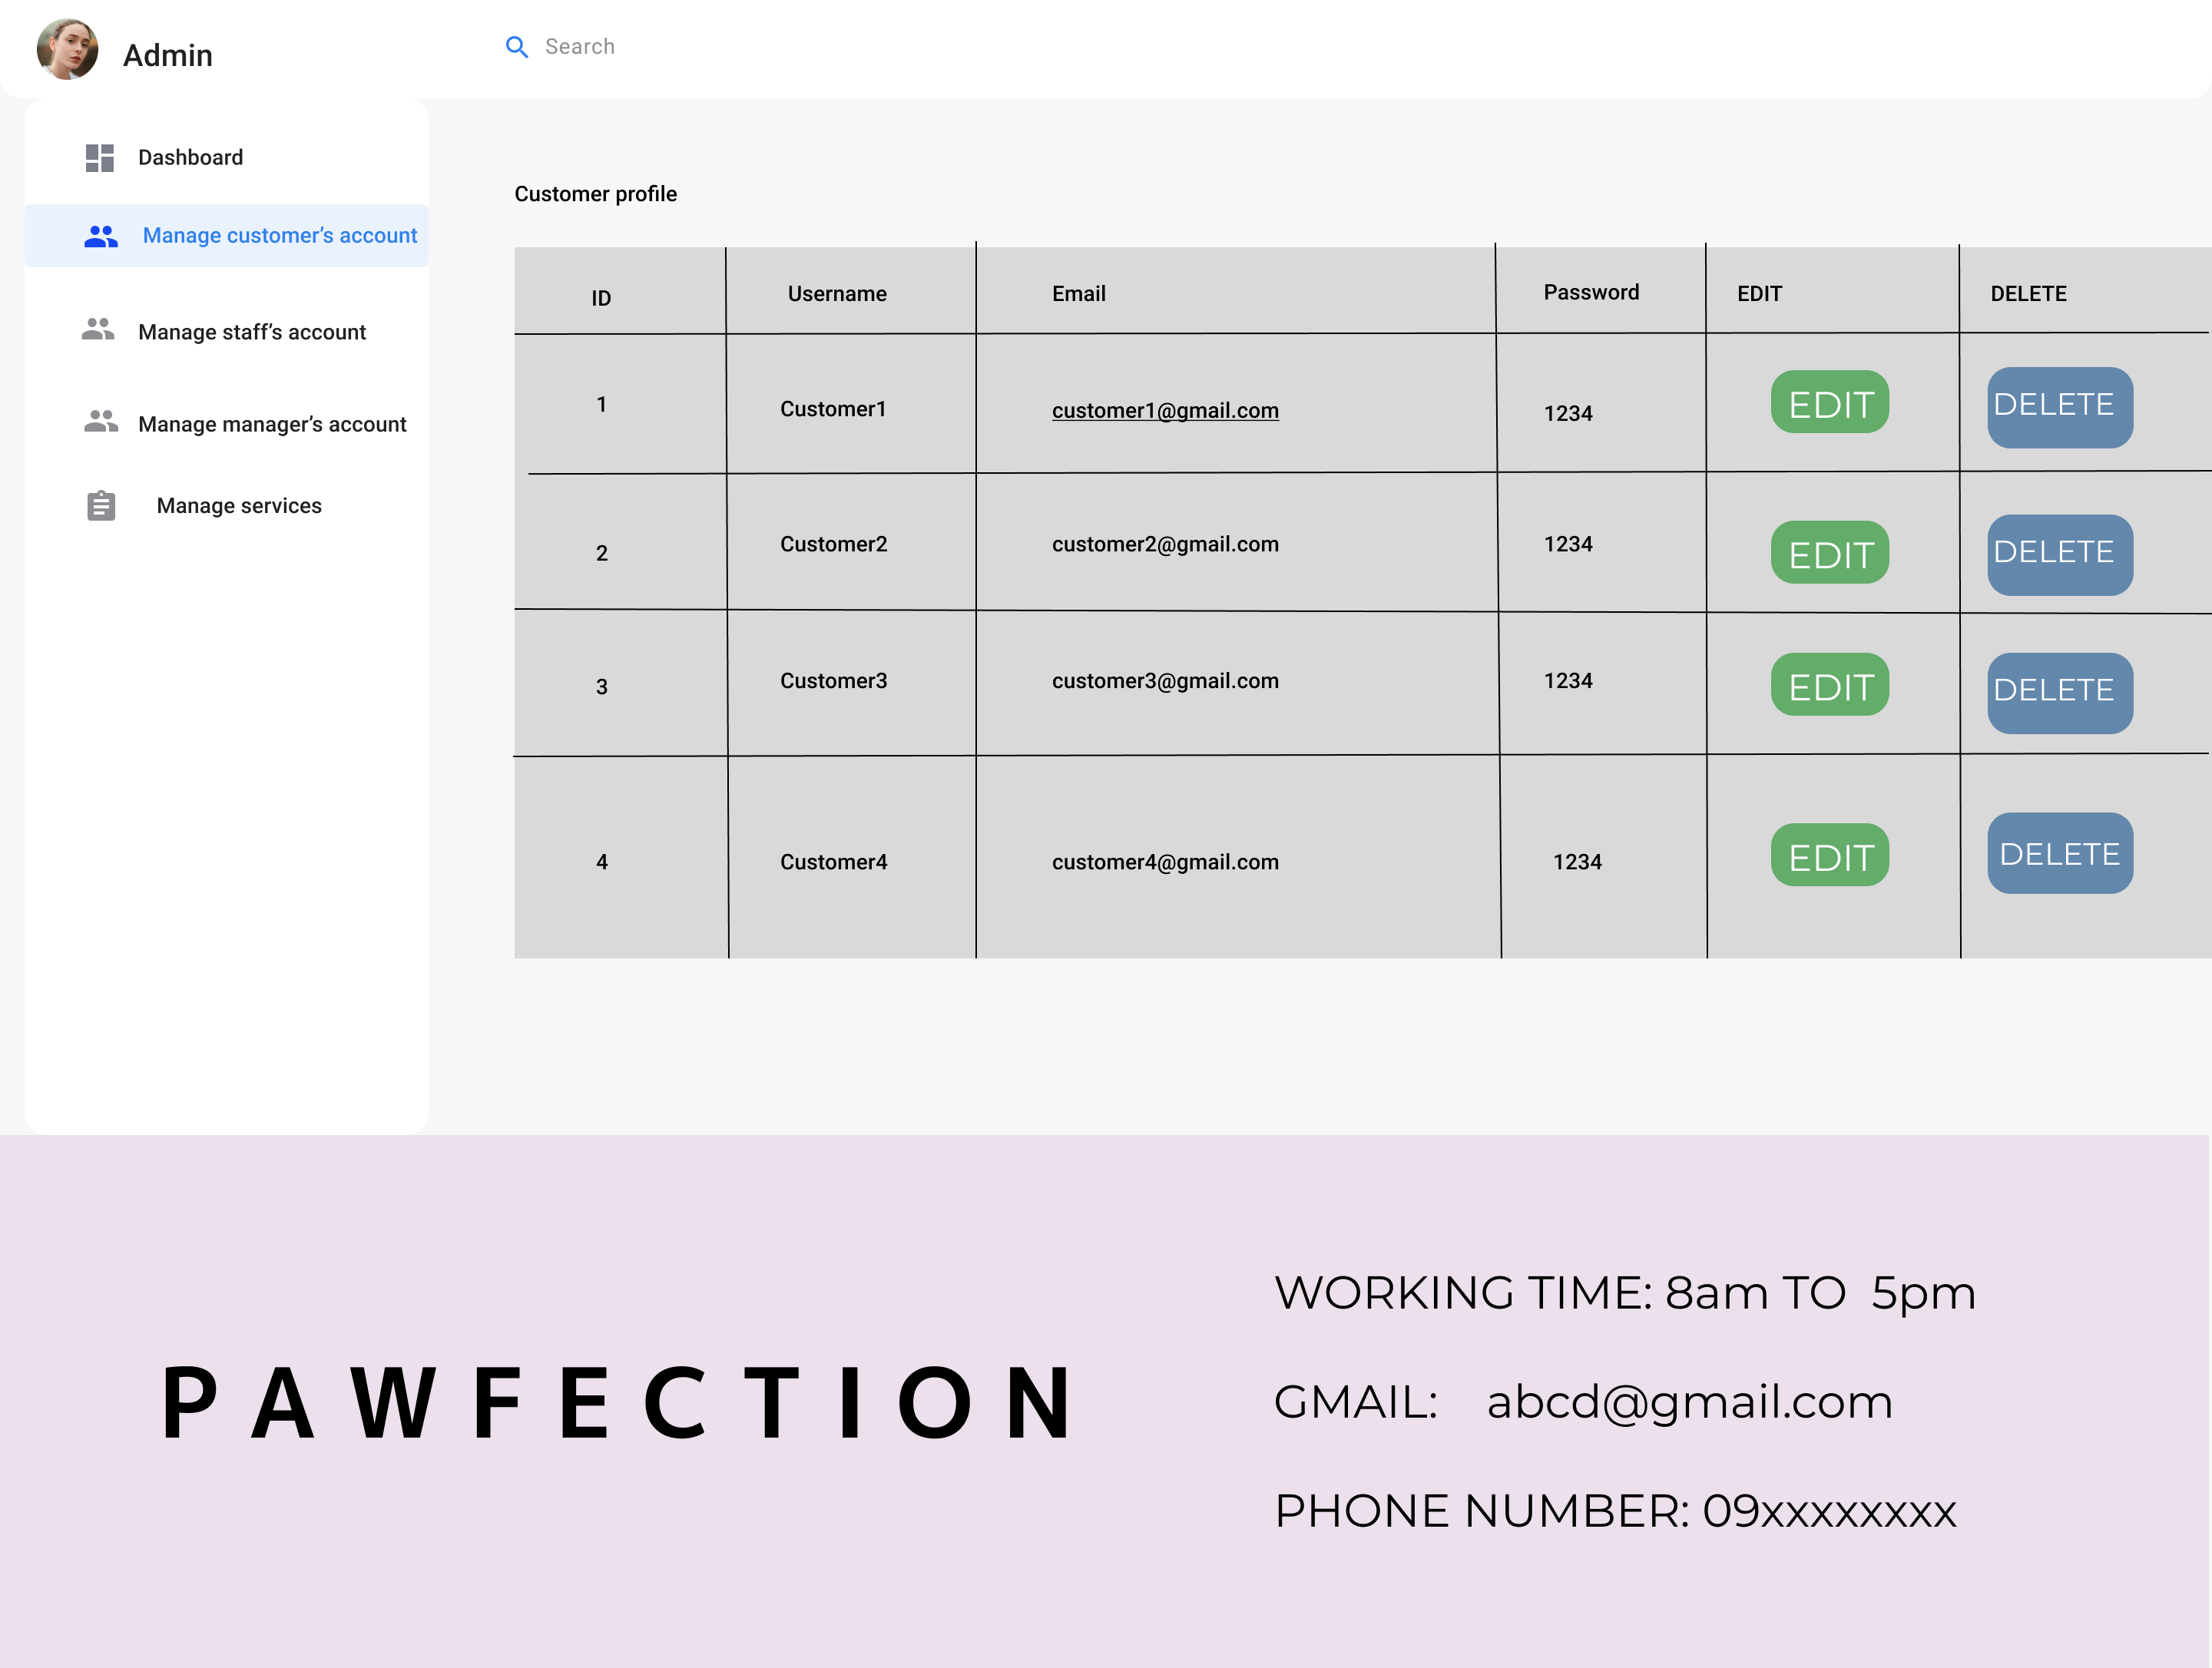 Admin
Search
Dashboard
Manage customer’s account
Manage staff’s account
Manage manager’s account
Manage services
Customer profile
ID Username Email Password EDIT DELETE
1 Customer1 customer1@gmail.com 1234 EDIT DELETE
2 Customer2 customer2@gmail.com 1234 EDIT DELETE
3 Customer3 customer3@gmail.com 1234 EDIT DELETE
4 Customer4 customer4@gmail.com 1234 EDIT DELETE
PAWFECTION
WORKING TIME: 8am TO 5pm
GMAIL: abcd@gmail.com
PHONE NUMBER: 09xxxxxxxx